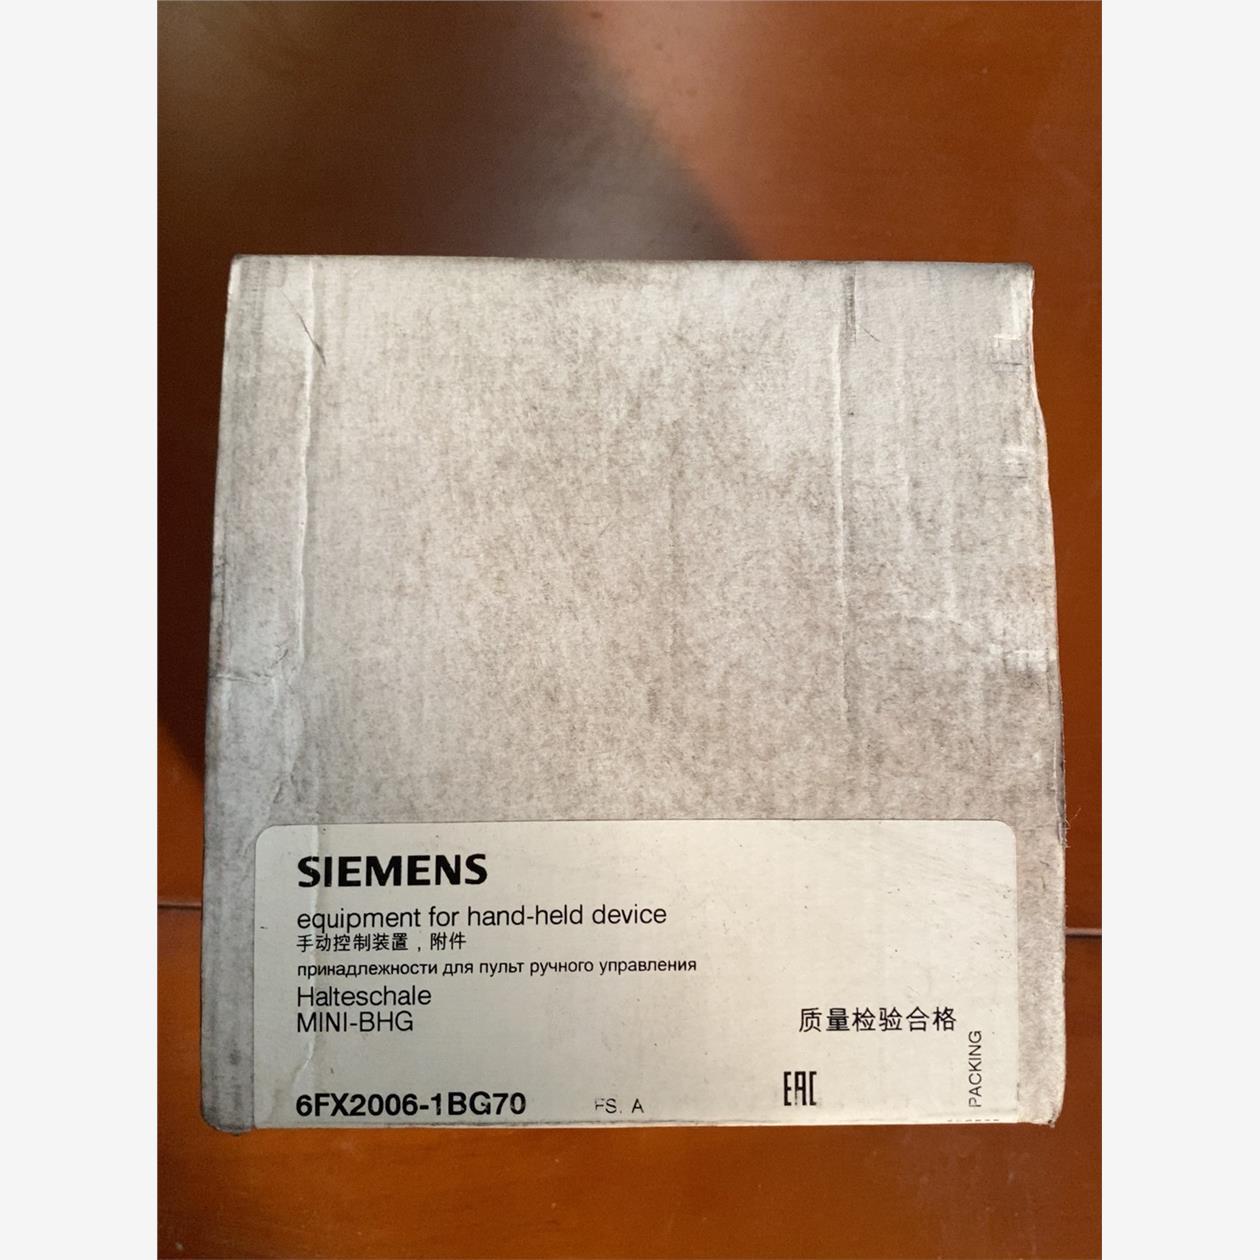 SIEMENS
equipment for hand-held device
手动控制装置，附件
принадлежности для пульт ручного управления
Halteschale
MINI-BHG
质量检验合格
PACKING
EAC
6FX2006-1BG70 FS. A